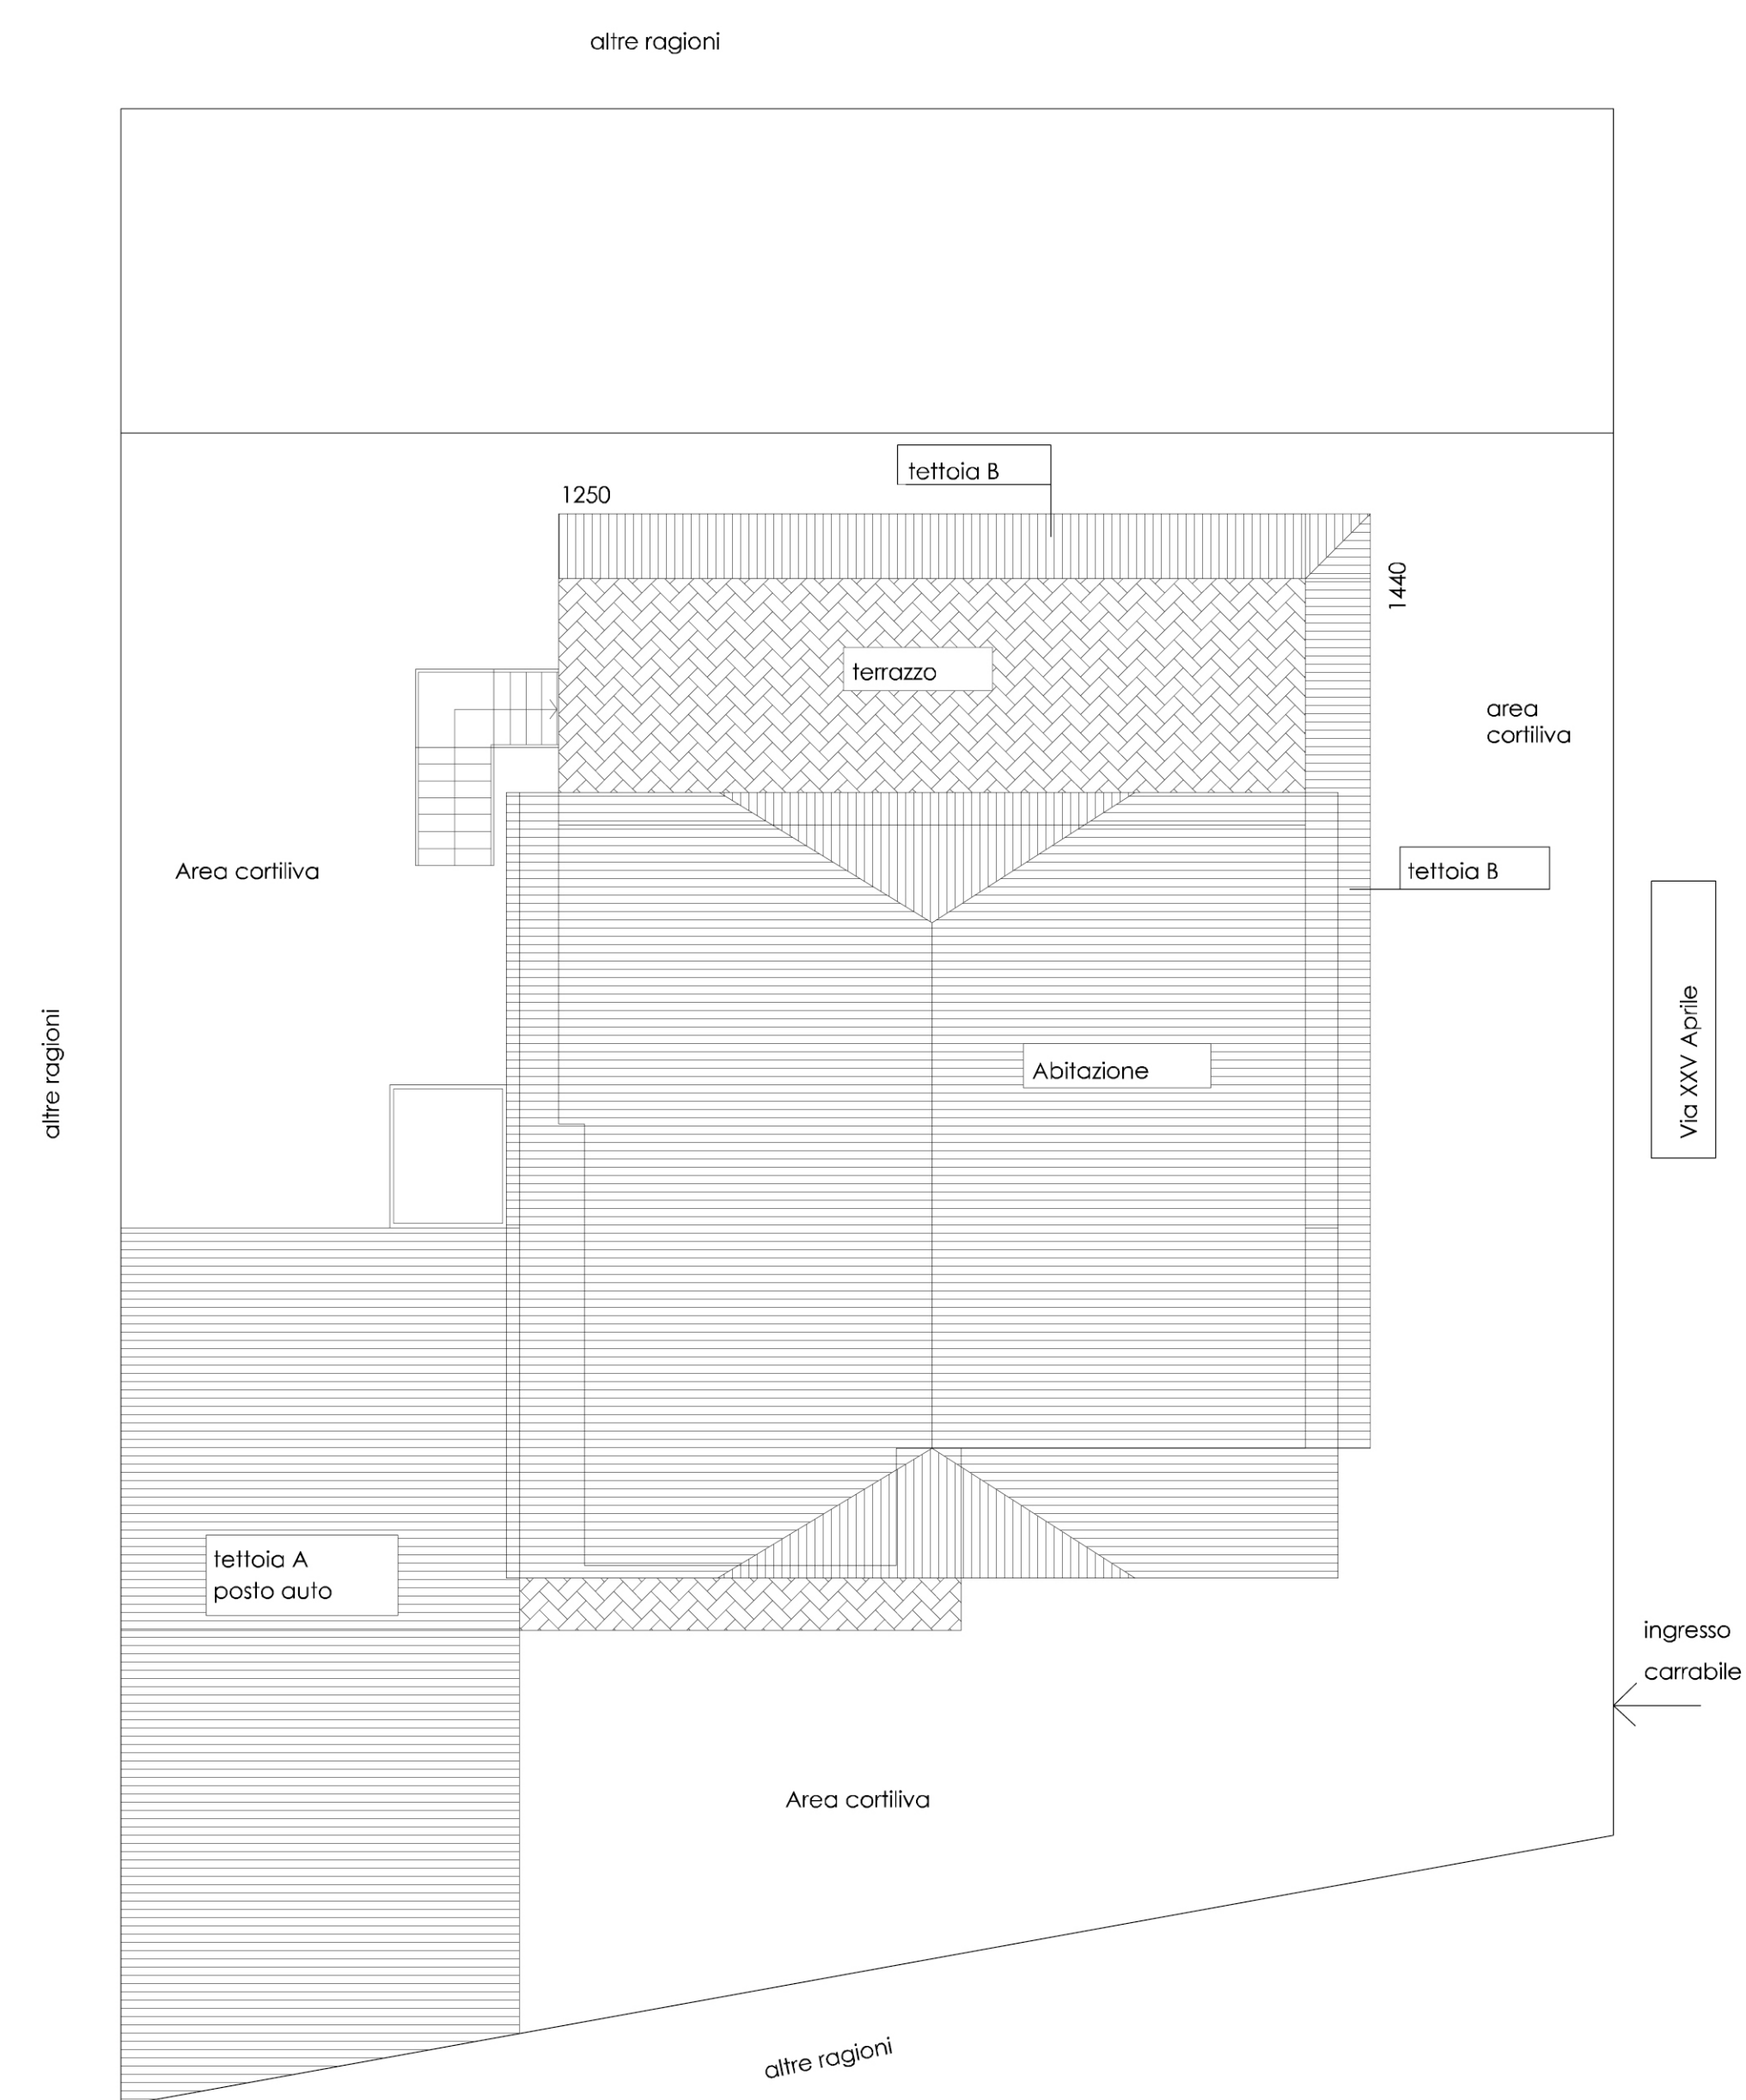 altre ragioni
tettoia B
1250
1440
terrazzo
area
cortiliva
Area cortiliva
tettoia B
altre ragioni
Abitazione
Via XXV Aprile
tettoia A
posto auto
ingresso
carrabile
Area cortiliva
altre ragioni